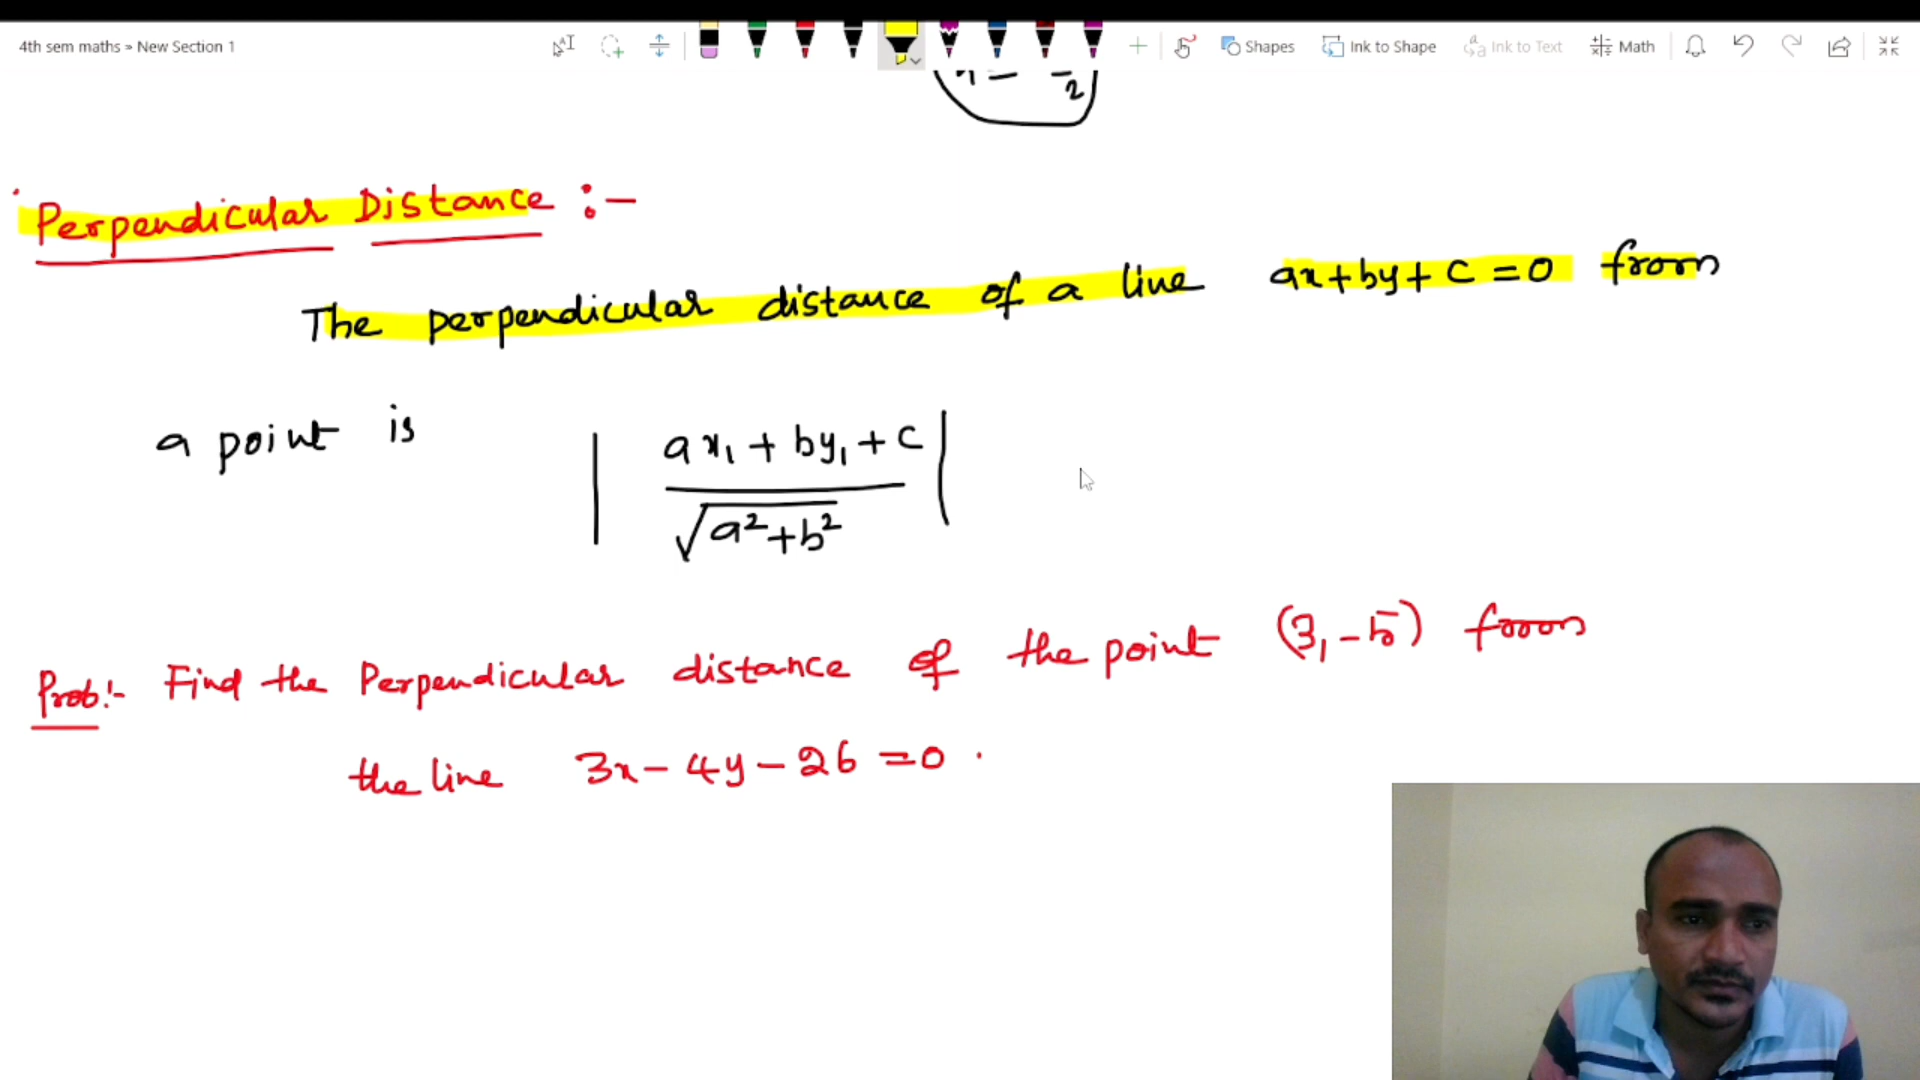 4th sem maths » New Section 1
Shapes
Ink to Shape
Ink to Text
Math
2
Perpendicular Distance :-
The perpendicular distance of a line ax+by+c=0 from
a point is | ax₁+by₁+c / √a²+b² |
Prob:- Find the Perpendicular distance of the point (3,-5) from
the line 3x-4y-26=0.